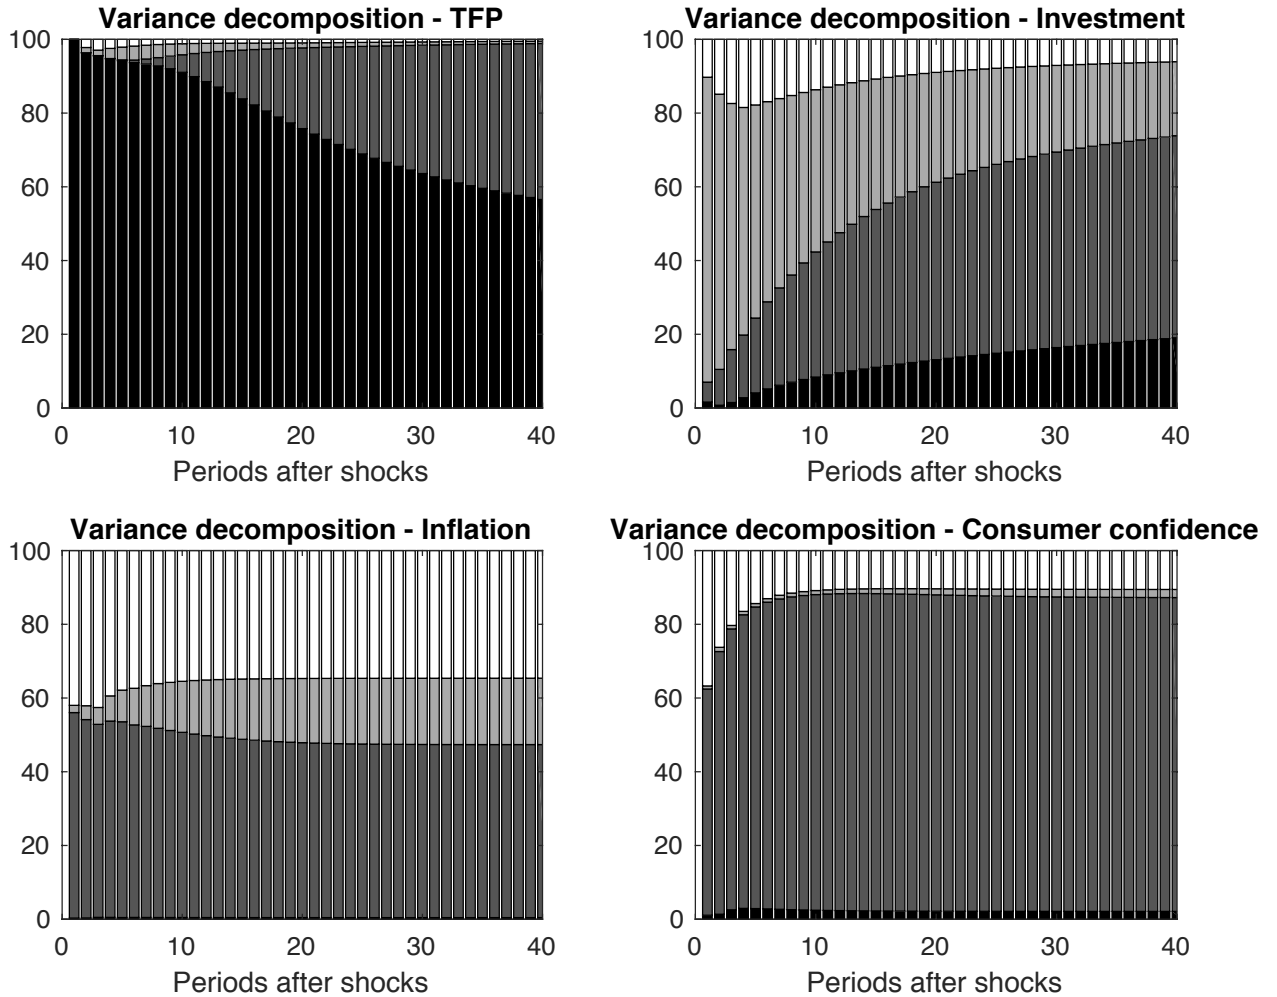 Variance decomposition - TFP
100
80
60
40
20
0
0 10 20 30 40
Periods after shocks
Variance decomposition - Investment
100
80
60
40
20
0
0 10 20 30 40
Periods after shocks
Variance decomposition - Inflation
100
80
60
40
20
0
0 10 20 30 40
Periods after shocks
Variance decomposition - Consumer confidence
100
80
60
40
20
0
0 10 20 30 40
Periods after shocks